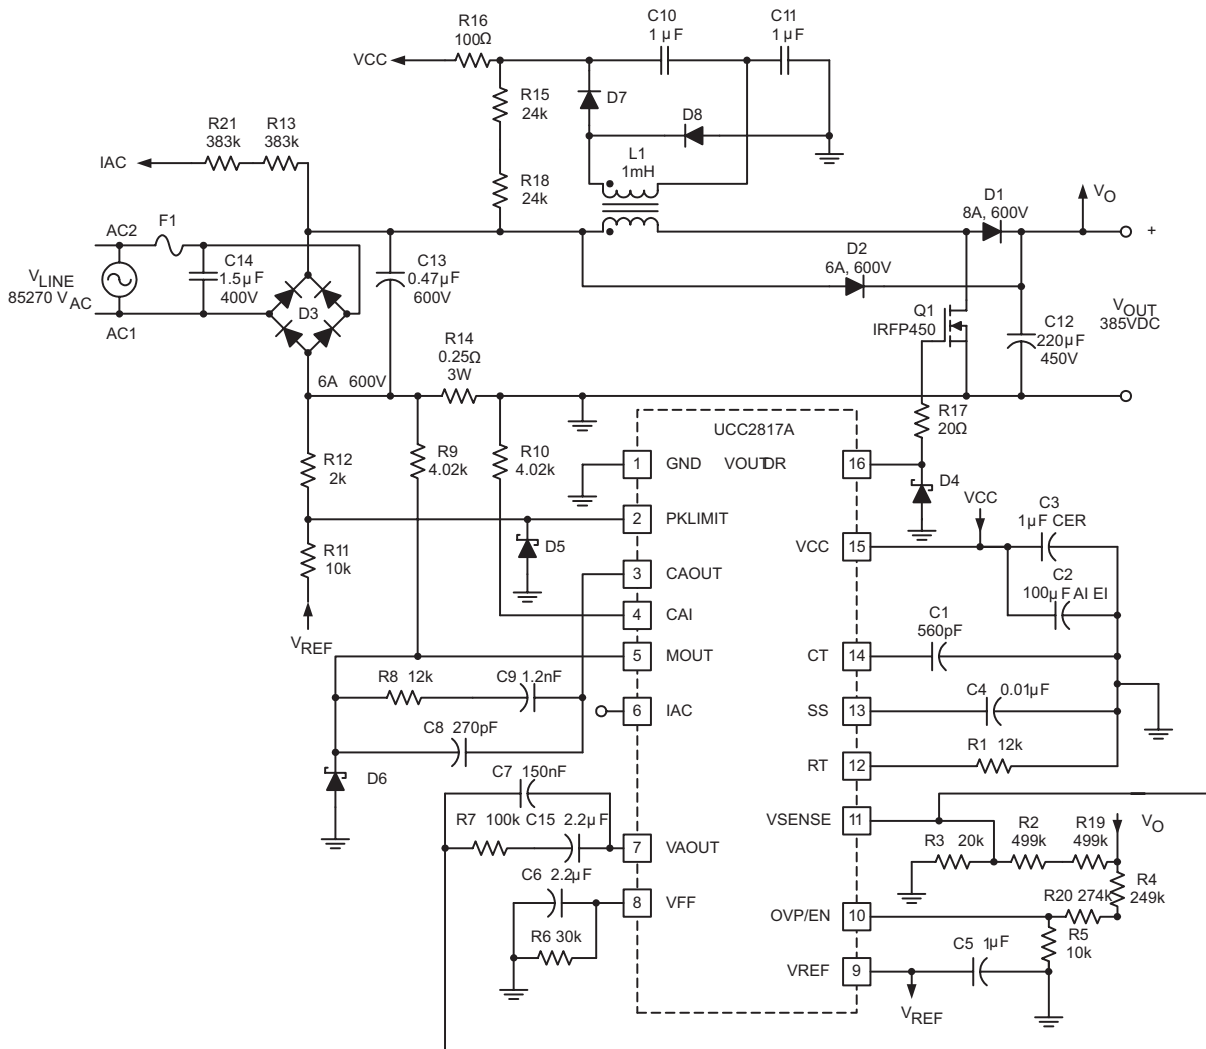 C10
1 µF
C11
1 µF
R16
100Ω
VCC
D7
R15
24k
D8
R21
383k
R13
383k
IAC
L1
1mH
R18
24k
D1
8A, 600V
VO
AC2
F1
+
D2
6A, 600V
C14
1.5µF
400V
C13
0.47µF
600V
VLINE
85270 VAC
D3
Q1
IRFP450
VOUT
385VDC
AC1
C12
220µF
450V
R14
0.25Ω
3W
6A 600V
R17
20Ω
UCC2817A
R9
4.02k
R10
4.02k
R12
2k
1
GND
VOUTDR
16
D4
VCC
C3
1µF CER
2
PKLIMIT
D5
VCC
15
R11
10k
3
CAOUT
C2
100µF AI EI
C1
560pF
4
CAI
VREF
5
MOUT
CT
14
R8 12k
C9 1.2nF
C4 0.01µF
6
IAC
SS
13
C8 270pF
R1 12k
D6
C7 150nF
RT
12
R7 100k
C15 2.2µF
VSENSE
11
R3 20k
R2
499k
R19
499k
VO
7
VAOUT
C6 2.2µF
R4
249k
R20 274k
8
VFF
OVP/EN
10
R6 30k
R5
10k
C5 1µF
VREF
9
VREF